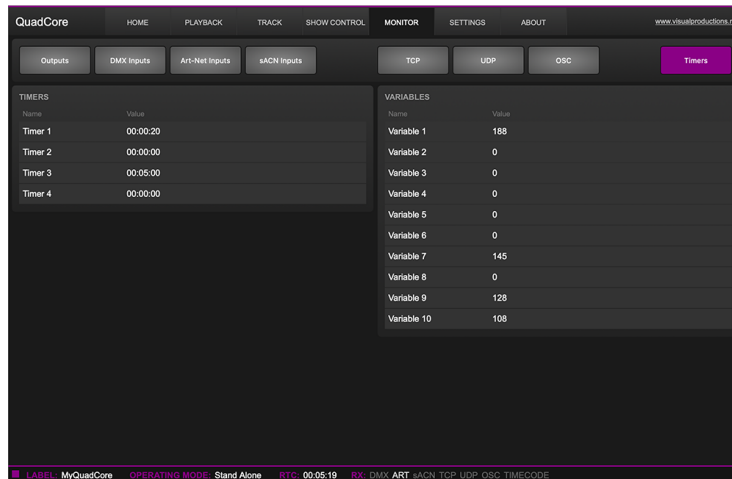 QuadCore HOME PLAYBACK TRACK SHOW CONTROL MONITOR SETTINGS ABOUT www.visualproductions.n
Outputs DMX Inputs Art-Net Inputs sACN Inputs TCP UDP OSC Timers
TIMERS
Name Value
Timer 1 00:00:20
Timer 2 00:00:00
Timer 3 00:05:00
Timer 4 00:00:00
VARIABLES
Name Value
Variable 1 188
Variable 2 0
Variable 3 0
Variable 4 0
Variable 5 0
Variable 6 0
Variable 7 145
Variable 8 0
Variable 9 128
Variable 10 108
LABEL: MyQuadCore OPERATING MODE: Stand Alone RTC: 00:05:19 RX: DMX ART sACN TCP UDP OSC TIMECODE